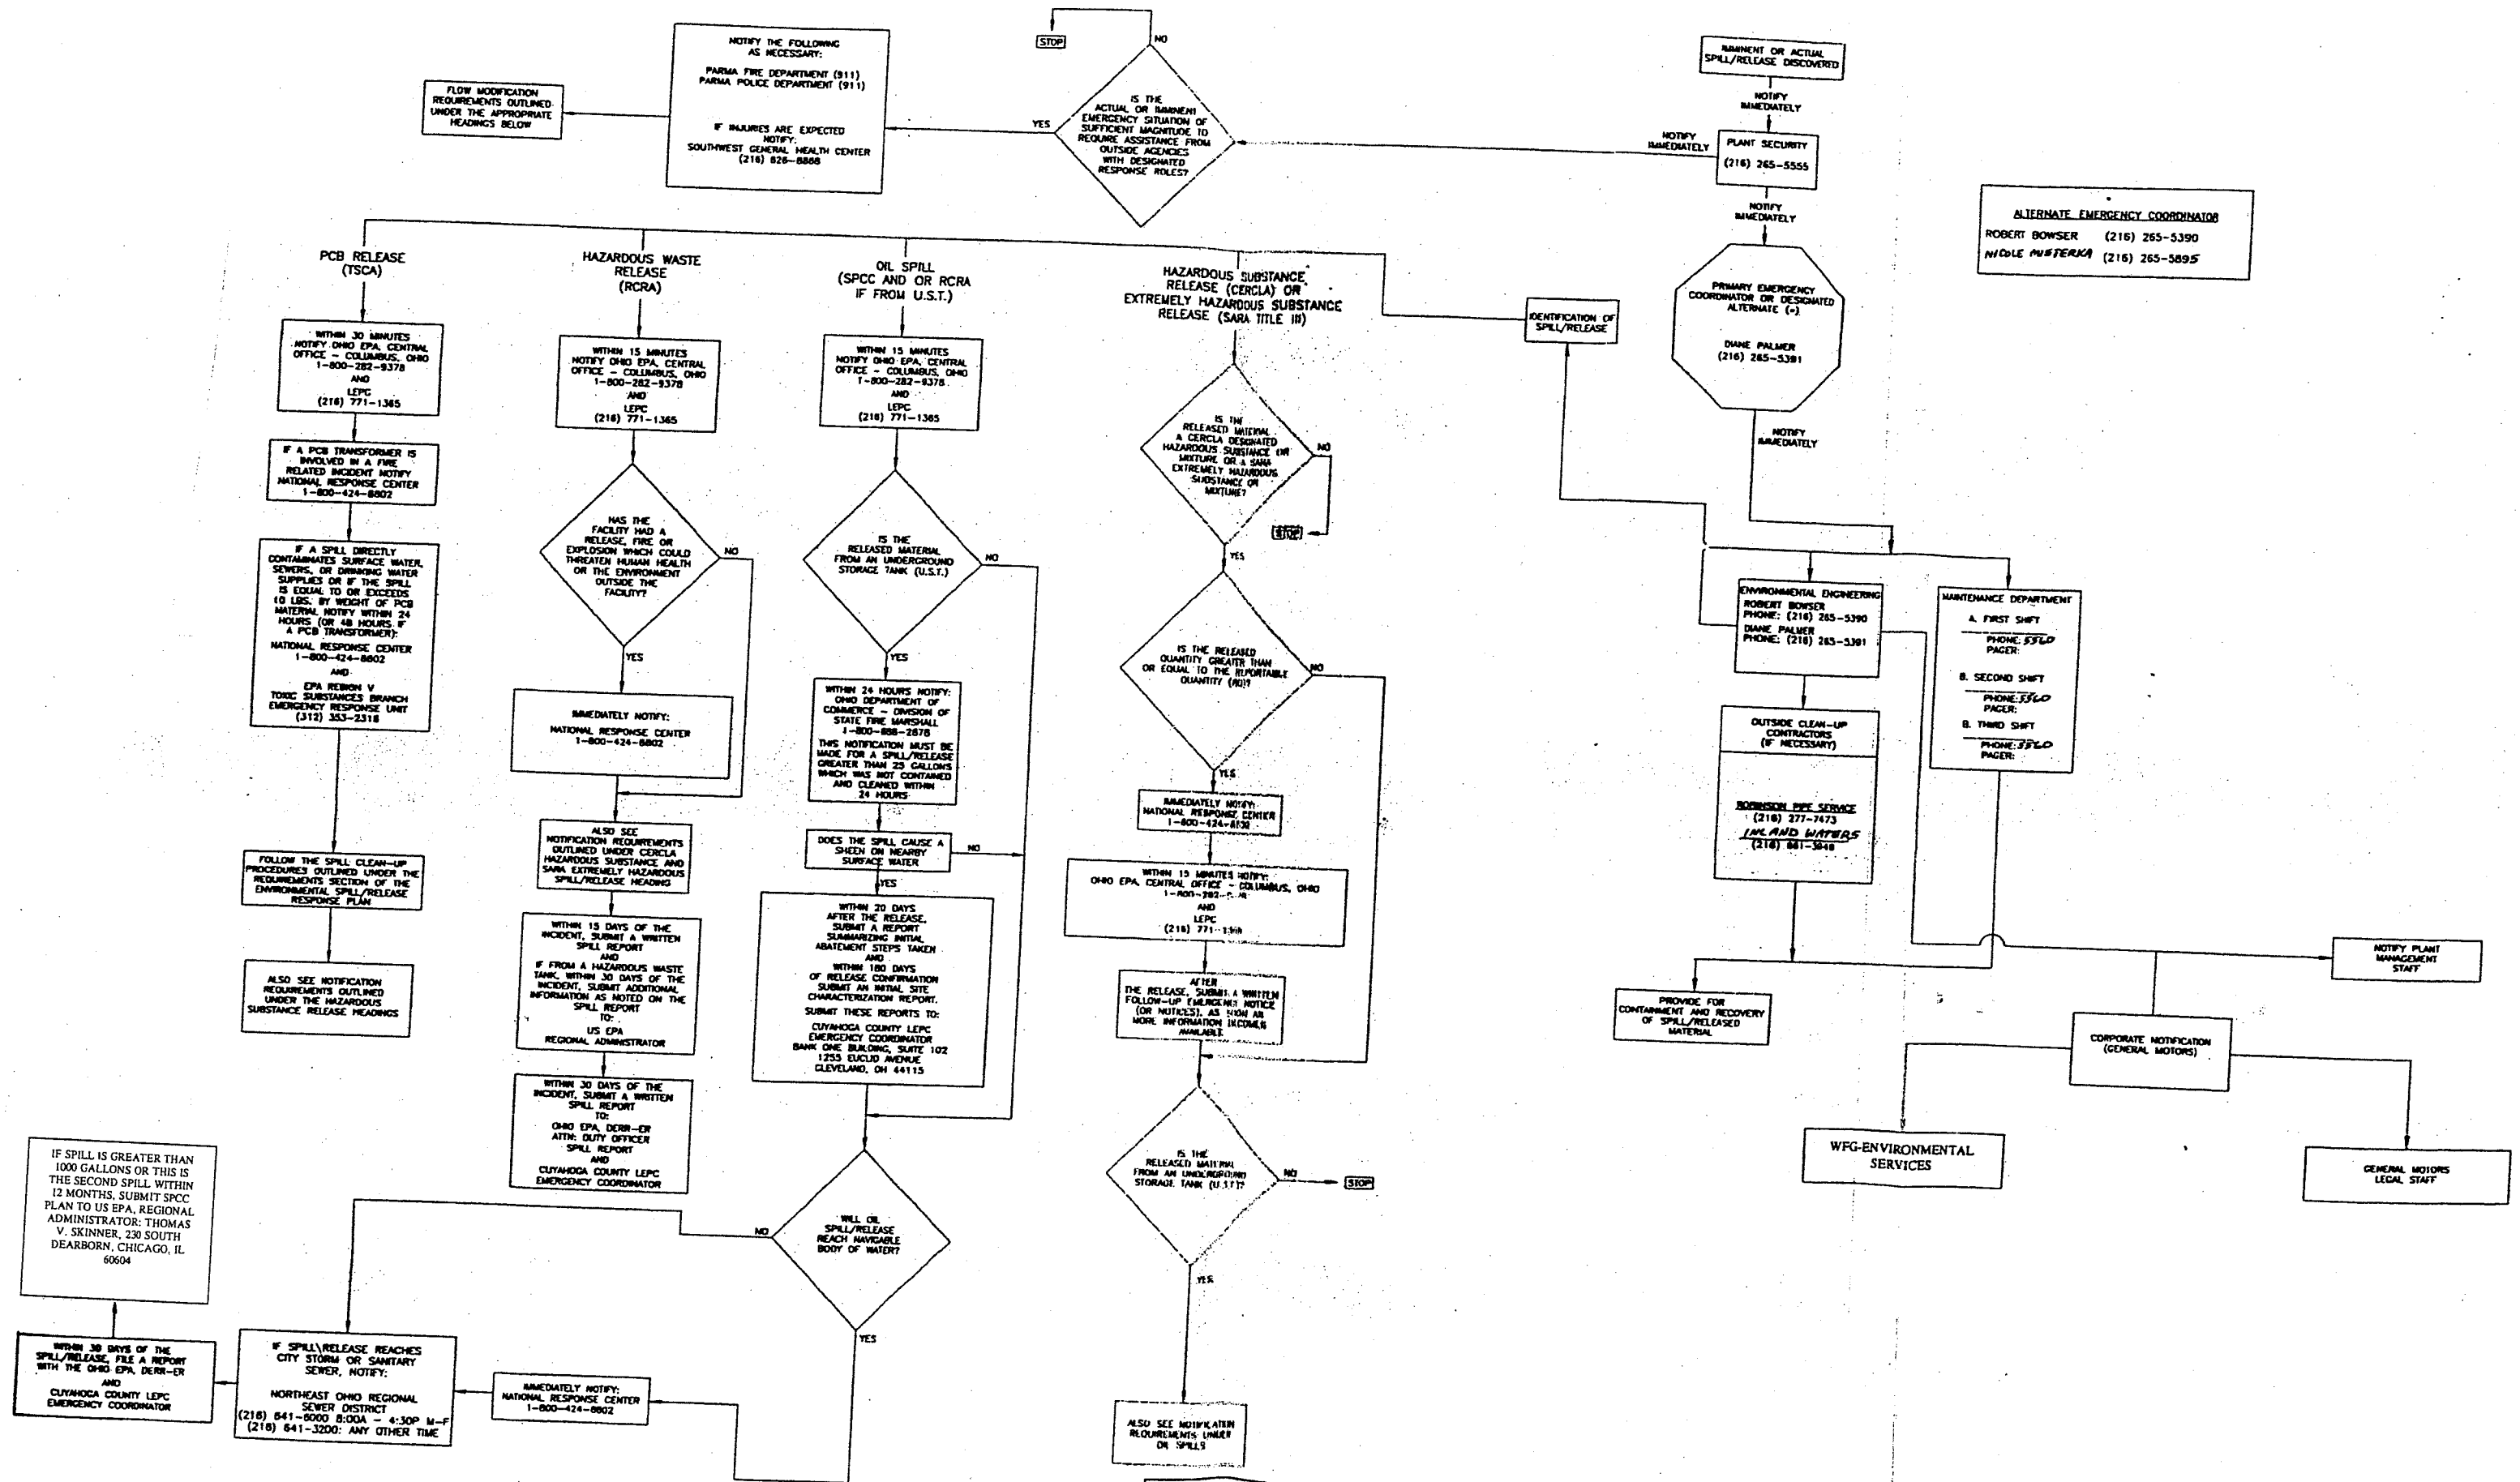 STOP
NO
NOTIFY THE FOLLOWING
AS NECESSARY:
PARMA FIRE DEPARTMENT (911)
PARMA POLICE DEPARTMENT (911)
IF INJURIES ARE EXPECTED
NOTIFY:
SOUTHWEST GENERAL HEALTH CENTER
(216) 826-8888
FLOW MODIFICATION
REQUIREMENTS OUTLINED
UNDER THE APPROPRIATE
HEADINGS BELOW
YES
IS THE
ACTUAL OR IMMINENT
EMERGENCY SITUATION OF
SUFFICIENT MAGNITUDE TO
REQUIRE ASSISTANCE FROM
OUTSIDE AGENCIES
WITH DESIGNATED
RESPONSE ROLES?
IMMINENT OR ACTUAL
SPILL/RELEASE DISCOVERED
NOTIFY
IMMEDIATELY
NOTIFY
IMMEDIATELY
PLANT SECURITY
(216) 265-5555
NOTIFY
IMMEDIATELY
ALTERNATE EMERGENCY COORDINATOR
ROBERT BOWSER (216) 265-5390
NICOLE MISTERKA (216) 265-5895
PRIMARY EMERGENCY
COORDINATOR OR DESIGNATED
ALTERNATE
DIANE PALMER
(216) 265-5391
NOTIFY
IMMEDIATELY
IDENTIFICATION OF
SPILL/RELEASE
PCB RELEASE
(TSCA)
WITHIN 30 MINUTES
NOTIFY OHIO EPA, CENTRAL
OFFICE - COLUMBUS, OHIO
1-800-282-9378
AND
LEPC
(216) 771-1365
IF A PCB TRANSFORMER IS
INVOLVED IN A FIRE
RELATED INCIDENT NOTIFY
NATIONAL RESPONSE CENTER
1-800-424-8802
IF A SPILL DIRECTLY
CONTAMINATES SURFACE WATER,
SEWERS, OR DRINKING WATER
SUPPLIES OR IF THE SPILL
IS EQUAL TO OR EXCEEDS
10 LBS. BY WEIGHT OF PCB
MATERIAL NOTIFY WITHIN 24
HOURS (OR 48 HOURS IF
A PCB TRANSFORMER):
NATIONAL RESPONSE CENTER
1-800-424-8802
AND
EPA REGION V
TOXIC SUBSTANCES BRANCH
EMERGENCY RESPONSE UNIT
(312) 353-2318
FOLLOW THE SPILL CLEAN-UP
PROCEDURES OUTLINED UNDER THE
REQUIREMENTS SECTION OF THE
ENVIRONMENTAL SPILL/RELEASE
RESPONSE PLAN
ALSO SEE NOTIFICATION
REQUIREMENTS OUTLINED
UNDER THE HAZARDOUS
SUBSTANCE RELEASE HEADINGS
HAZARDOUS WASTE
RELEASE
(RCRA)
WITHIN 15 MINUTES
NOTIFY OHIO EPA, CENTRAL
OFFICE - COLUMBUS, OHIO
1-800-282-9378
AND
LEPC
(216) 771-1365
HAS THE
FACILITY HAD A
RELEASE, FIRE OR
EXPLOSION WHICH COULD
THREATEN HUMAN HEALTH
OR THE ENVIRONMENT
OUTSIDE THE
FACILITY?
NO
YES
IMMEDIATELY NOTIFY:
NATIONAL RESPONSE CENTER
1-800-424-8802
ALSO SEE
NOTIFICATION REQUIREMENTS
OUTLINED UNDER CERCLA
HAZARDOUS SUBSTANCE AND
SARA EXTREMELY HAZARDOUS
SPILL/RELEASE HEADING
WITHIN 15 DAYS OF THE
INCIDENT, SUBMIT A WRITTEN
SPILL REPORT
AND
IF FROM A HAZARDOUS WASTE
TANK, WITHIN 30 DAYS OF THE
INCIDENT, SUBMIT ADDITIONAL
INFORMATION AS NOTED ON THE
SPILL REPORT
TO:
US EPA
REGIONAL ADMINISTRATOR
WITHIN 30 DAYS OF THE
INCIDENT, SUBMIT A WRITTEN
SPILL REPORT
TO:
OHIO EPA, DERR-ER
ATTN: DUTY OFFICER
SPILL REPORT
AND
CUYAHOGA COUNTY LEPC
EMERGENCY COORDINATOR
OIL SPILL
(SPCC AND OR RCRA
IF FROM U.S.T.)
WITHIN 15 MINUTES
NOTIFY OHIO EPA, CENTRAL
OFFICE - COLUMBUS, OHIO
1-800-282-9378
AND
LEPC
(216) 771-1365
IS THE
RELEASED MATERIAL
FROM AN UNDERGROUND
STORAGE TANK (U.S.T.)
NO
YES
WITHIN 24 HOURS NOTIFY:
OHIO DEPARTMENT OF
COMMERCE - DIVISION OF
STATE FIRE MARSHALL
THIS NOTIFICATION MUST BE
MADE FOR A SPILL/RELEASE
GREATER THAN 25 GALLONS
WHICH WAS NOT CONTAINED
AND CLEANED WITHIN
24 HOURS
DOES THE SPILL CAUSE A
SHEEN ON NEARBY
SURFACE WATER
NO
YES
WITHIN 20 DAYS
AFTER THE RELEASE,
SUBMIT A REPORT
SUMMARIZING INITIAL
ABATEMENT STEPS TAKEN
AND
WITHIN 180 DAYS
OF RELEASE CONFIRMATION
SUBMIT AN INITIAL SITE
CHARACTERIZATION REPORT.
SUBMIT THESE REPORTS TO:
CUYAHOGA COUNTY LEPC
EMERGENCY COORDINATOR
BANK ONE BUILDING, SUITE 102
1255 EUCLID AVENUE
CLEVELAND, OH 44115
WILL OIL
SPILL/RELEASE
REACH NAVIGABLE
BODY OF WATER?
NO
YES
IMMEDIATELY NOTIFY:
NATIONAL RESPONSE CENTER
1-800-424-8802
IF SPILL\RELEASE REACHES
CITY STORM OR SANITARY
SEWER, NOTIFY:
NORTHEAST OHIO REGIONAL
SEWER DISTRICT
(216) 641-6000 8:00A - 4:30P M-F
(216) 641-3200: ANY OTHER TIME
WITHIN 30 DAYS OF THE
SPILL/RELEASE, FILE A REPORT
WITH THE OHIO EPA, DERR-ER
AND
CUYAHOGA COUNTY LEPC
EMERGENCY COORDINATOR
IF SPILL IS GREATER THAN
1000 GALLONS OR THIS IS
THE SECOND SPILL WITHIN
12 MONTHS, SUBMIT SPCC
PLAN TO US EPA, REGIONAL
ADMINISTRATOR: THOMAS
V. SKINNER, 230 SOUTH
DEARBORN, CHICAGO, IL
60604
HAZARDOUS SUBSTANCE
RELEASE (CERCLA) OR
EXTREMELY HAZARDOUS SUBSTANCE
RELEASE (SARA TITLE III)
IS THE
RELEASED MATERIAL
A CERCLA DESIGNATED
HAZARDOUS SUBSTANCE OR
MIXTURE OR A SARA
EXTREMELY HAZARDOUS
SUBSTANCE OR
MIXTURE?
NO
STOP
YES
IS THE RELEASED
QUANTITY GREATER THAN
OR EQUAL TO THE REPORTABLE
QUANTITY (RQ)?
NO
YES
IMMEDIATELY NOTIFY:
NATIONAL RESPONSE CENTER
1-800-424-8802
WITHIN 15 MINUTES NOTIFY:
OHIO EPA, CENTRAL OFFICE - COLUMBUS, OHIO
AND
LEPC
(216)
AFTER
THE RELEASE, SUBMIT A WRITTEN
FOLLOW-UP EMERGENCY NOTICE
(OR NOTICES), AS SOON AS
MORE INFORMATION BECOMES
AVAILABLE
IS THE
RELEASED MATERIAL
FROM AN UNDERGROUND
STORAGE TANK (U.S.T)?
NO
STOP
YES
ALSO SEE NOTIFICATION
REQUIREMENTS UNDER
OIL SPILLS
ENVIRONMENTAL ENGINEERING
ROBERT BOWSER
PHONE: (216) 265-5390
DIANE PALMER
PHONE: (216) 265-5391
MAINTENANCE DEPARTMENT
A. FIRST SHIFT
PHONE: 5560
PAGER:
B. SECOND SHIFT
PHONE: 5560
PAGER:
B. THIRD SHIFT
PHONE: 5560
PAGER:
OUTSIDE CLEAN-UP
CONTRACTORS
(IF NECESSARY)
ROBINSON PIPE SERVICE
(216) 277-7473
INLAND WATERS
PROVIDE FOR
CONTAINMENT AND RECOVERY
OF SPILL/RELEASED
MATERIAL
NOTIFY PLANT
MANAGEMENT
STAFF
CORPORATE NOTIFICATION
(GENERAL MOTORS)
WFG-ENVIRONMENTAL
SERVICES
GENERAL MOTORS
LEGAL STAFF